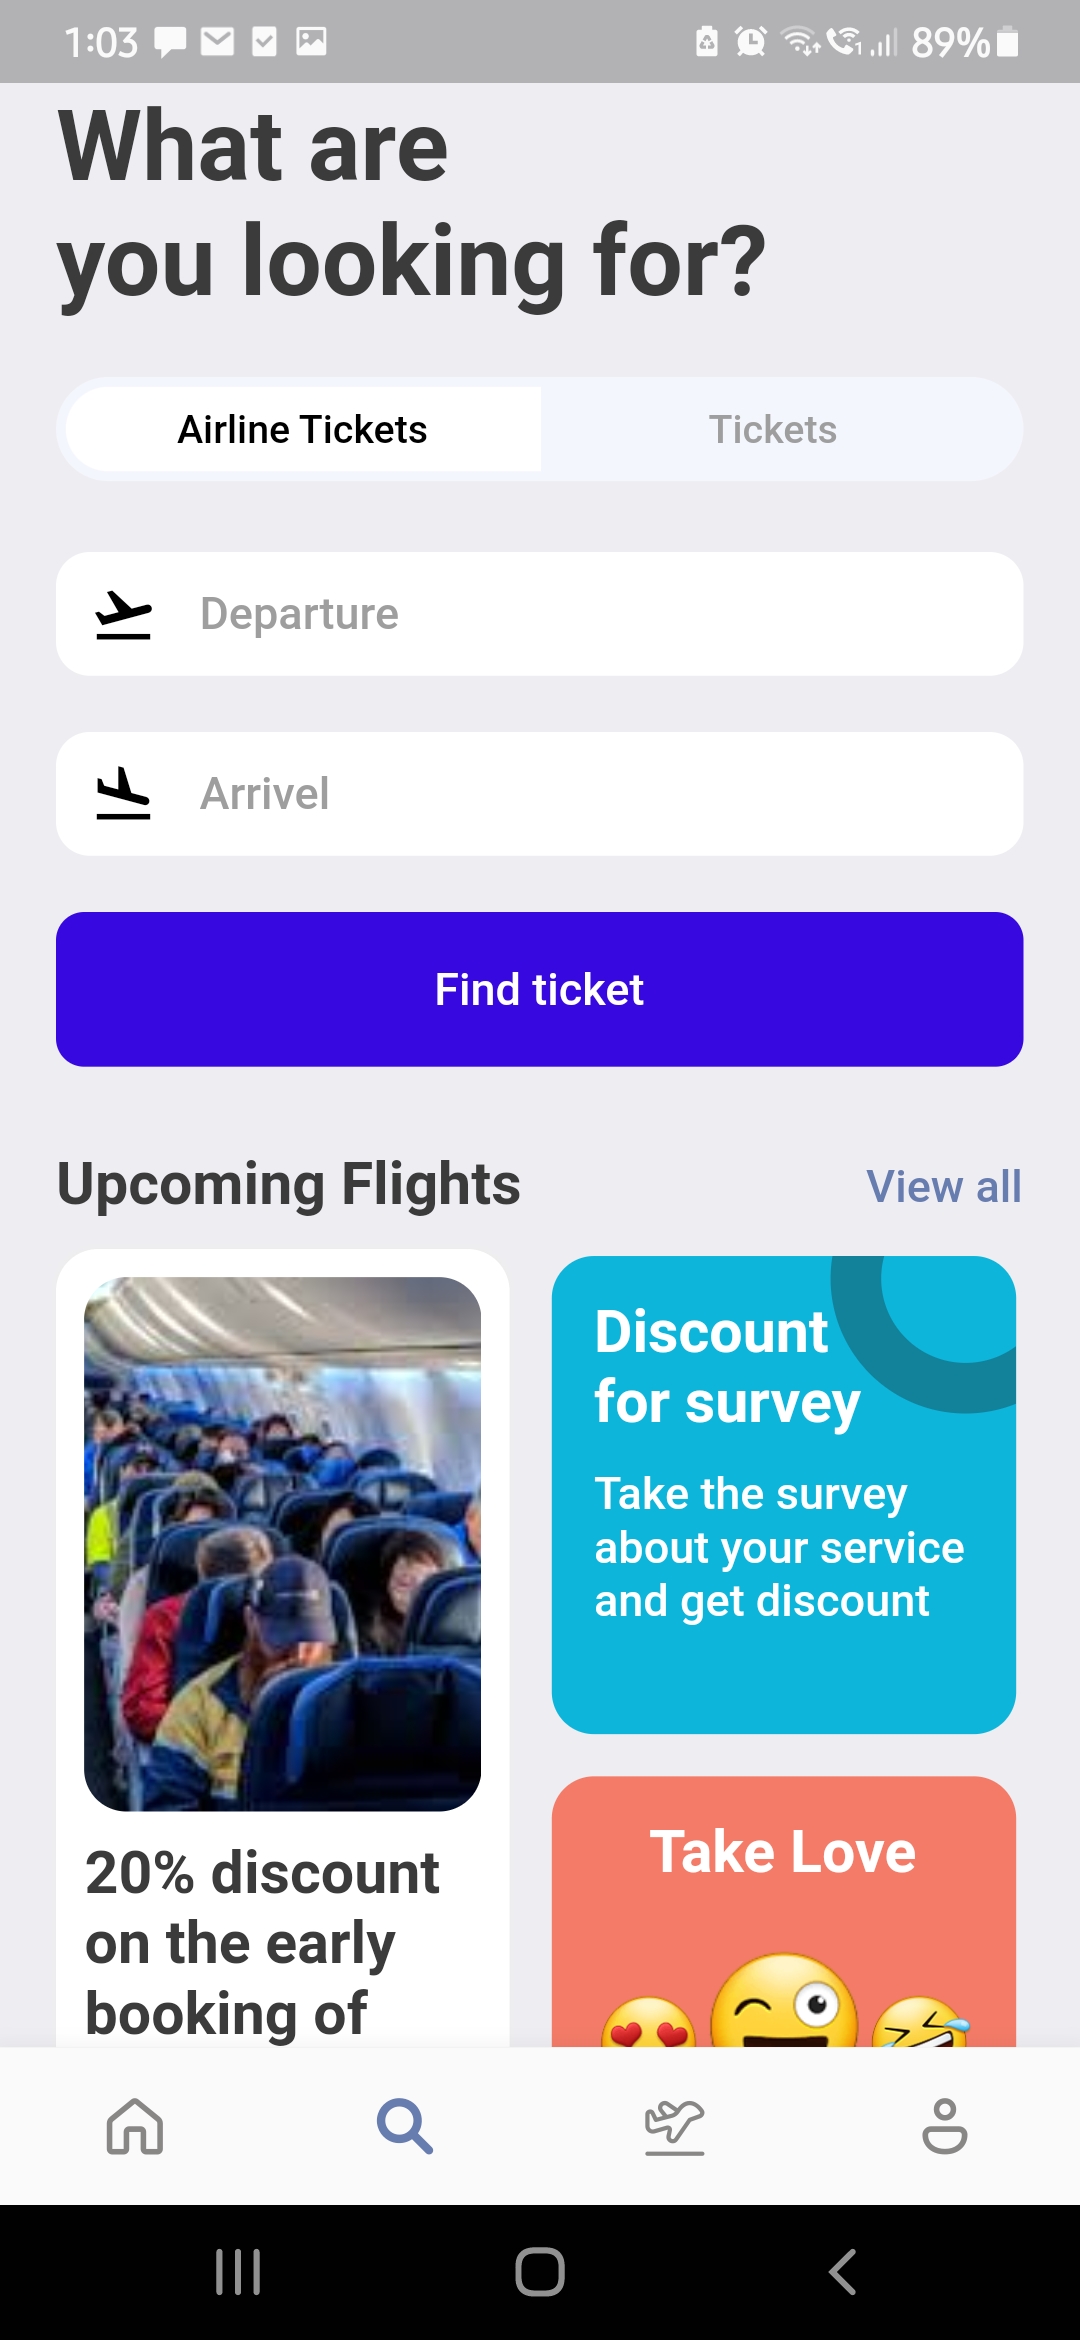 1:03
89%
What are
you looking for?
Airline Tickets
Tickets
Departure
Arrivel
Find ticket
Upcoming Flights
View all
20% discount
on the early
booking of
Discount
for survey
Take the survey
about your service
and get discount
Take Love